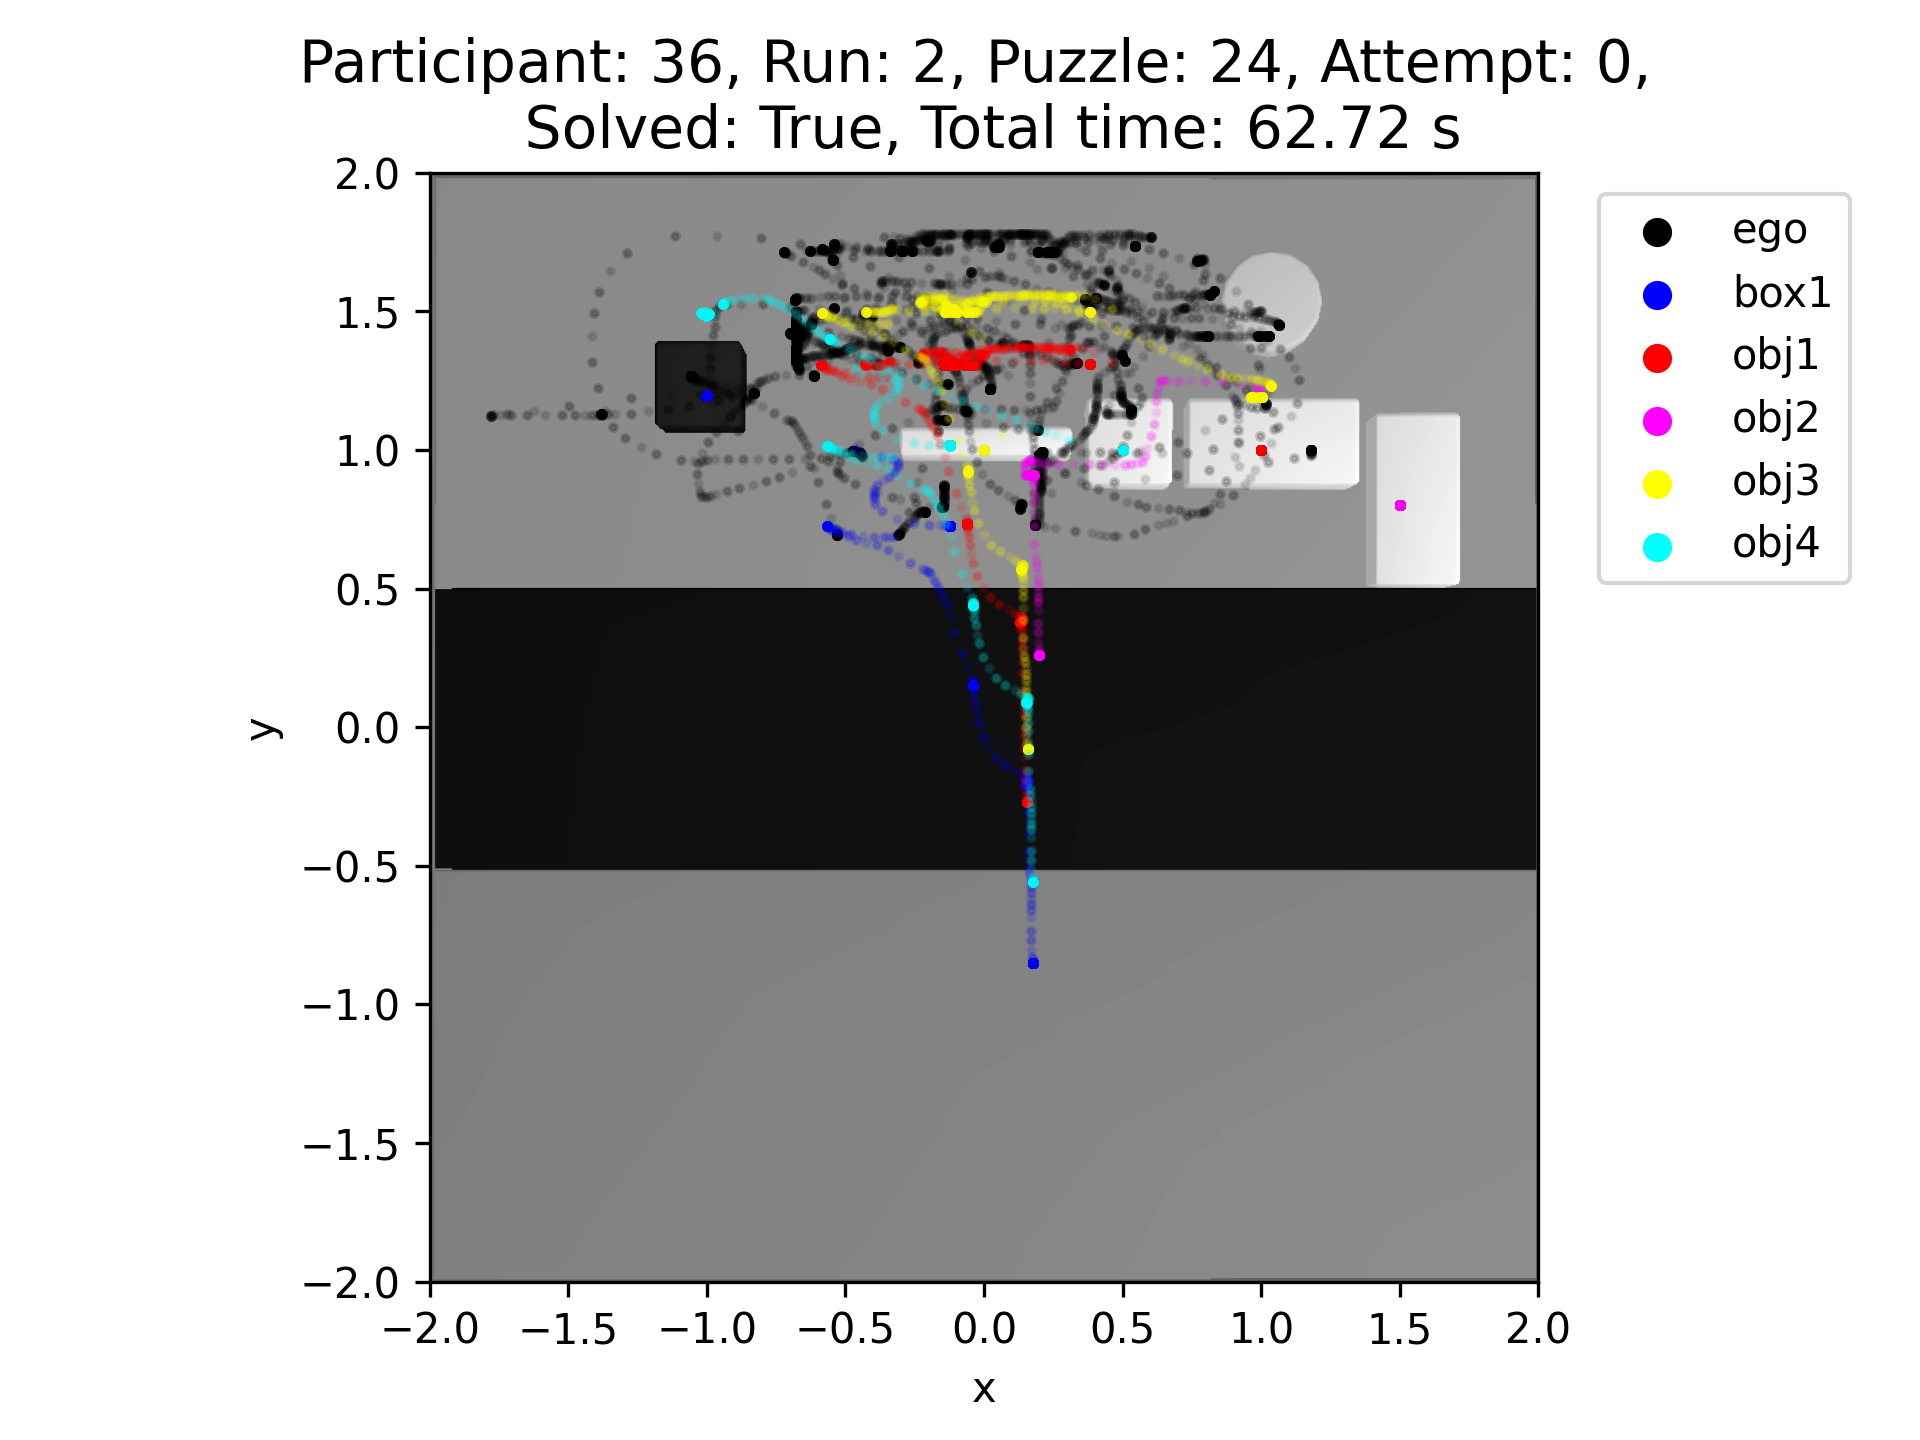 Participant: 36, Run: 2, Puzzle: 24, Attempt: 0,
Solved: True, Total time: 62.72 s
2.0
1.5
1.0
0.5
0.0
−0.5
−1.0
−1.5
−2.0
y
−2.0 −1.5 −1.0 −0.5 0.0 0.5 1.0 1.5 2.0
x
ego
box1
obj1
obj2
obj3
obj4